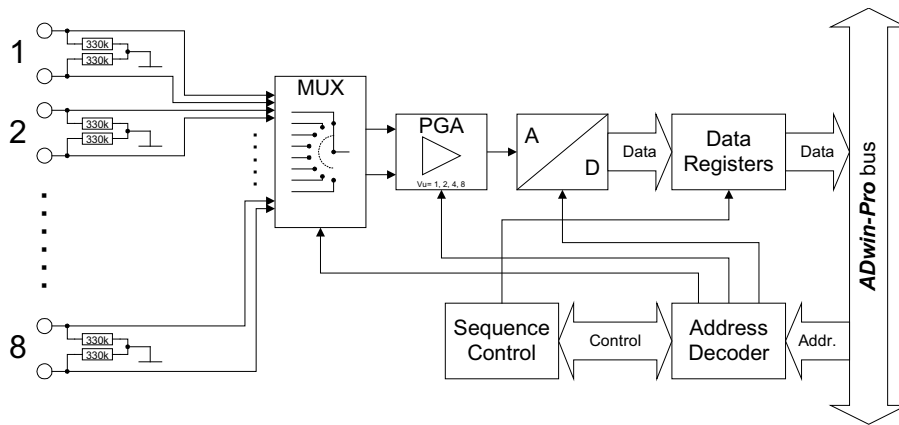 1
330k
330k
2
330k
330k
8
330k
330k
MUX
PGA
Vu= 1, 2, 4, 8
A
D
Data
Data
Registers
Data
Sequence
Control
Control
Address
Decoder
Addr.
ADwin-Pro bus